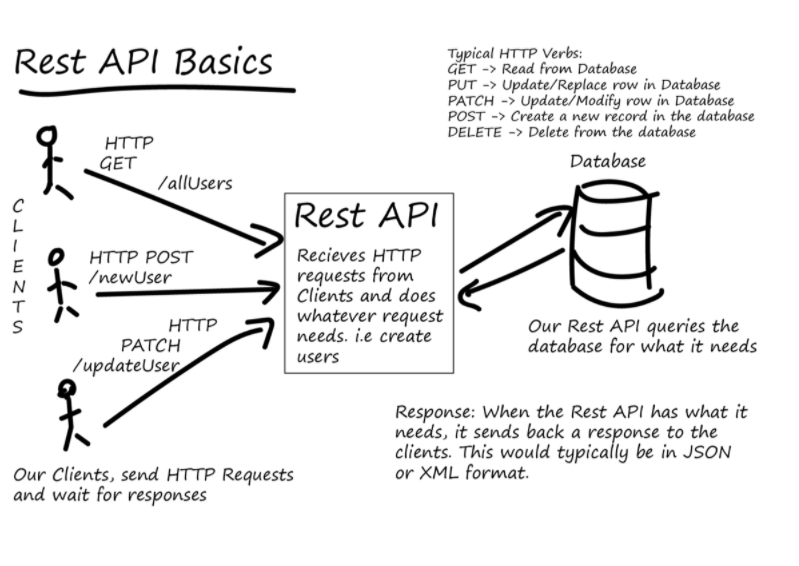 Rest API Basics
Typical HTTP Verbs:
GET -> Read from Database
PUT -> Update/Replace row in Database
PATCH -> Update/Modify row in Database
POST -> Create a new record in the database
DELETE -> Delete from the database
CLIENTS
HTTP
GET
/allUsers
HTTP POST
/newUser
HTTP
PATCH
/updateUser
Our Clients, send HTTP Requests
and wait for responses
Rest API
Recieves HTTP
requests from
Clients and does
whatever request
needs. i.e create
users
Database
Our Rest API queries the
database for what it needs
Response: When the Rest API has what it
needs, it sends back a response to the
clients. This would typically be in JSON
or XML format.